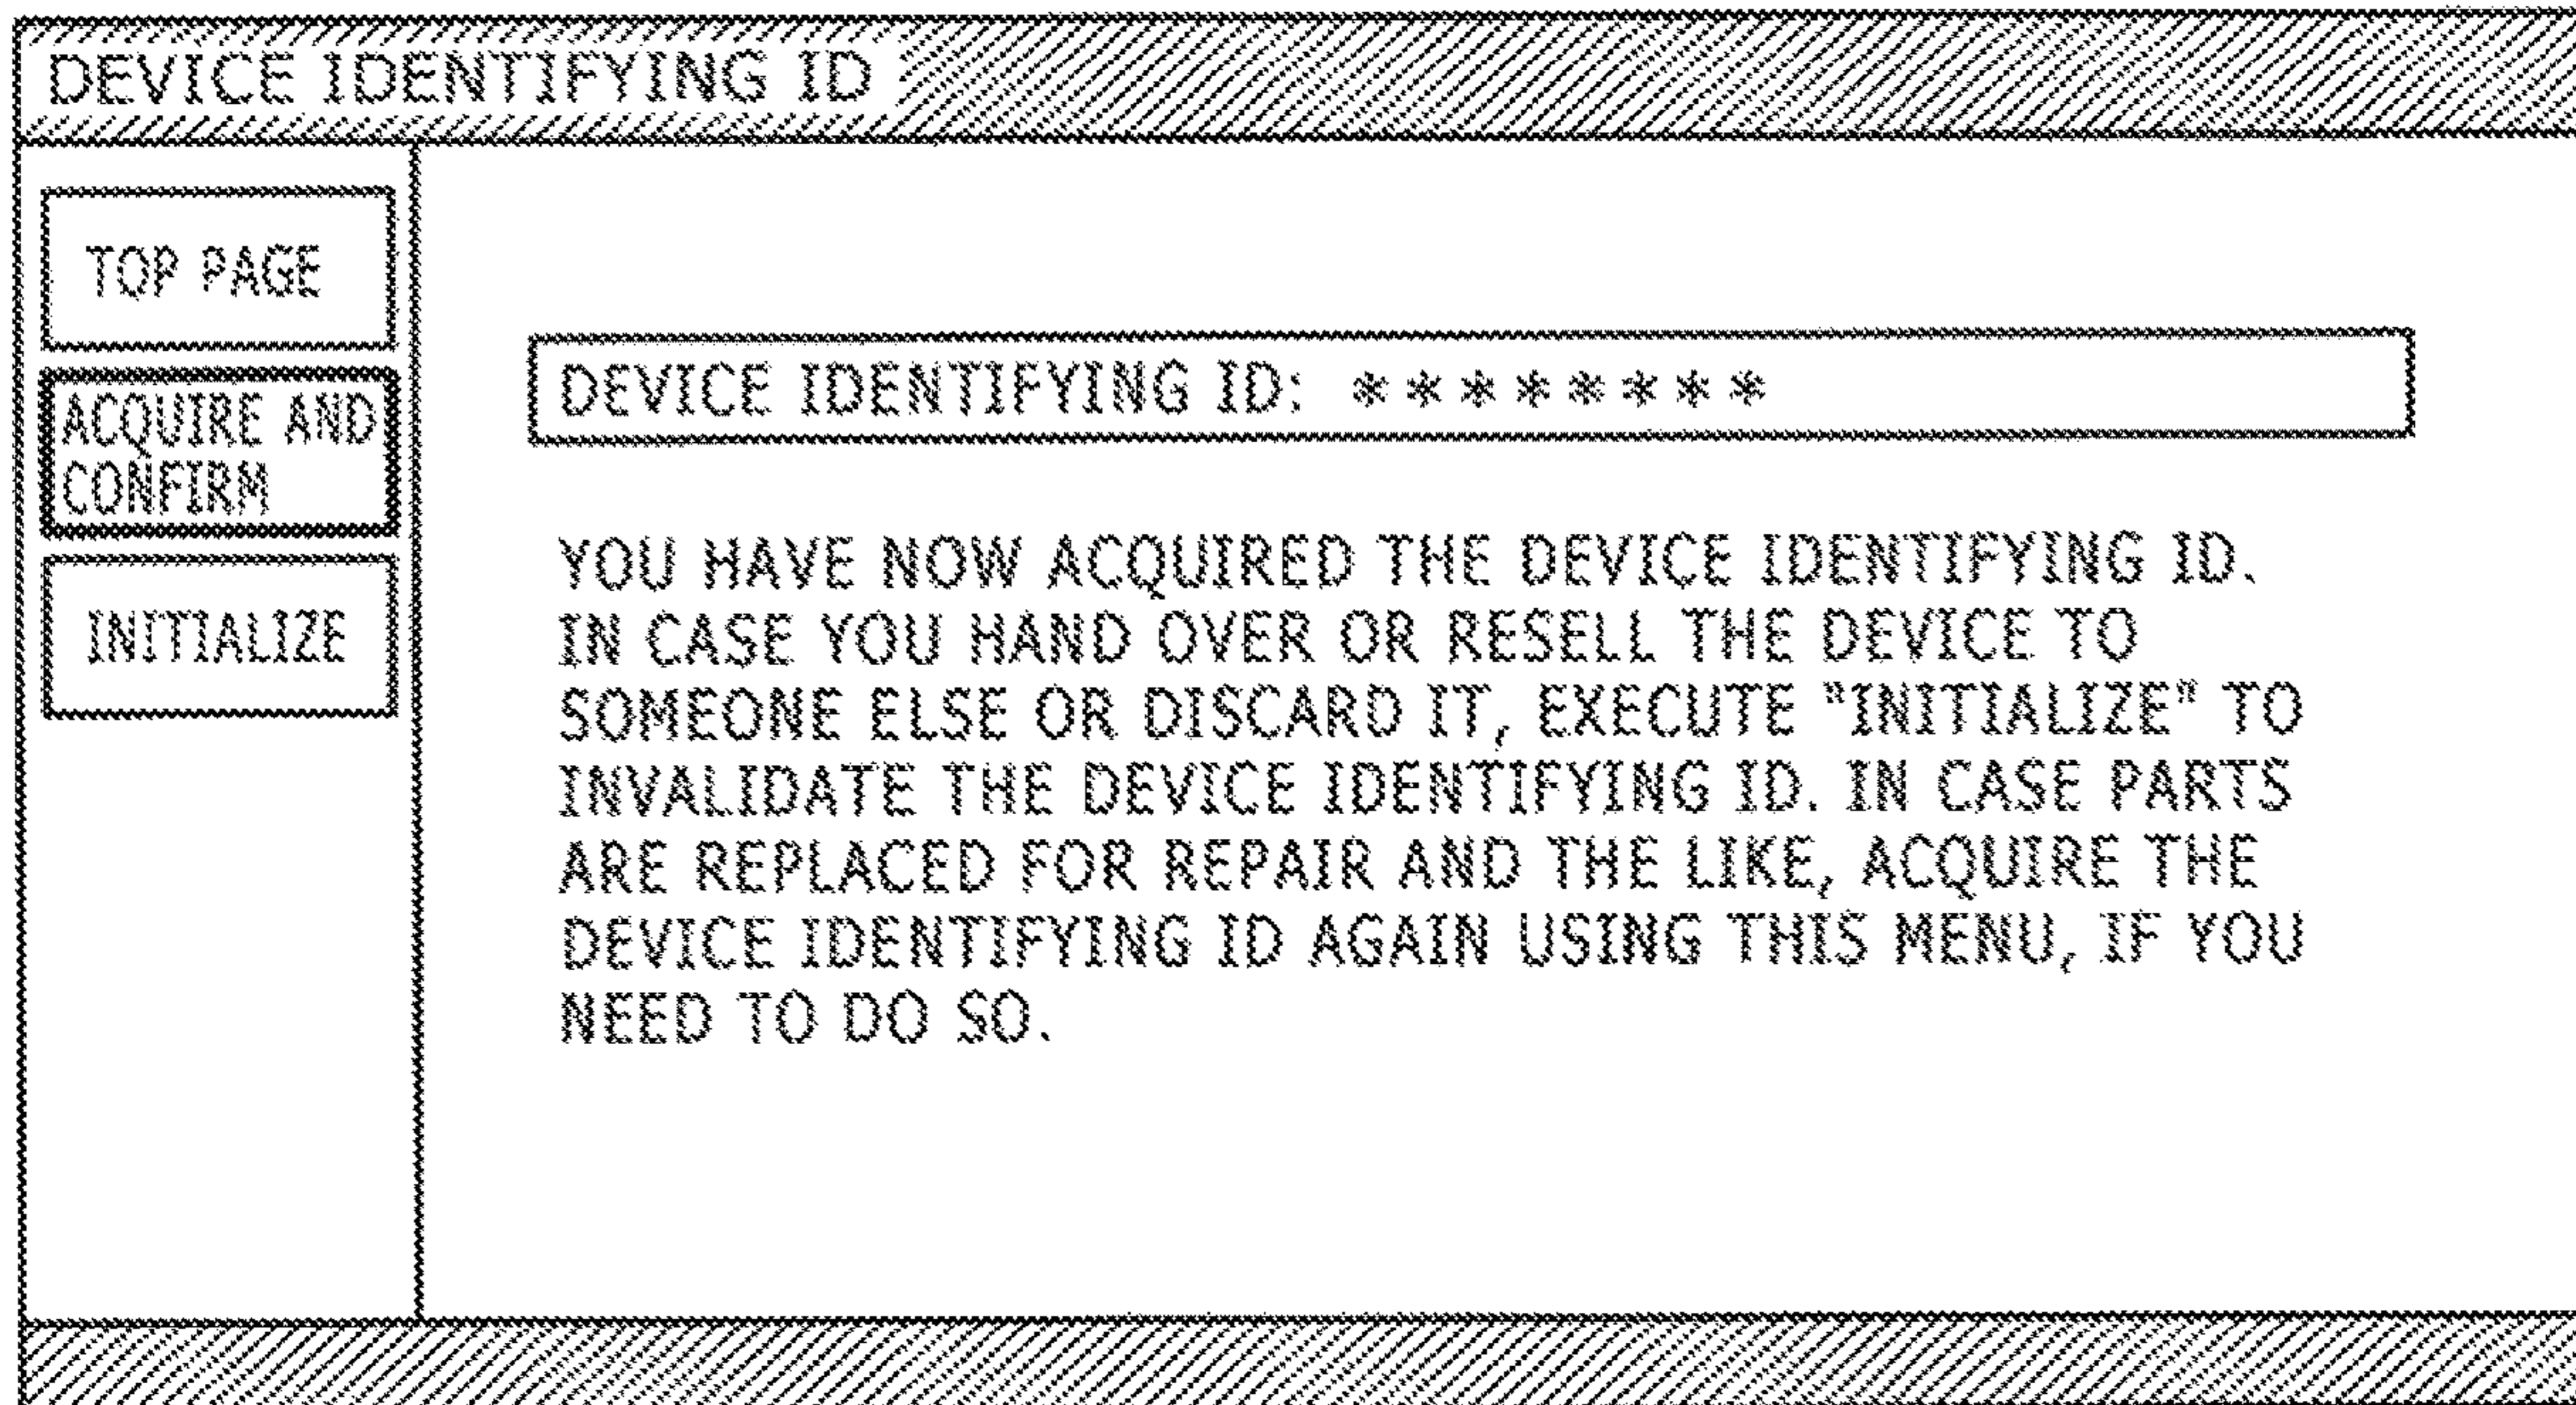 DEVICE IDENTIFYING ID
TOP PAGE
ACQUIRE AND
CONFIRM
INITIALIZE
DEVICE IDENTIFYING ID: ********
YOU HAVE NOW ACQUIRED THE DEVICE IDENTIFYING ID.
IN CASE YOU HAND OVER OR RESELL THE DEVICE TO
SOMEONE ELSE OR DISCARD IT, EXECUTE "INITIALIZE" TO
INVALIDATE THE DEVICE IDENTIFYING ID. IN CASE PARTS
ARE REPLACED FOR REPAIR AND THE LIKE, ACQUIRE THE
DEVICE IDENTIFYING ID AGAIN USING THIS MENU, IF YOU
NEED TO DO SO.